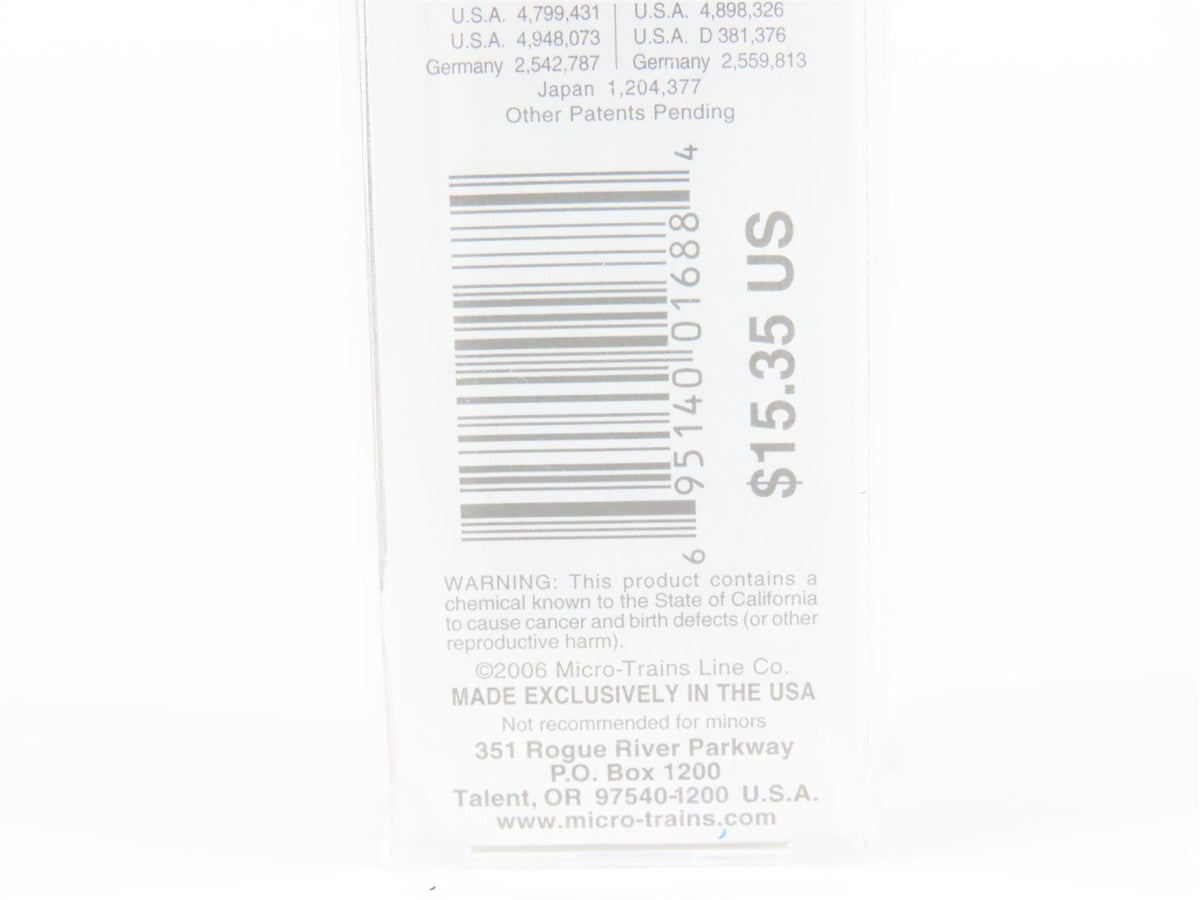 U.S.A. 4,799,431 U.S.A. 4,898,326
U.S.A. 4,948,073 U.S.A. D 381,376
Germany 2,542,787 Germany 2,559,813
Japan 1,204,377
Other Patents Pending
6 95140 01688 4
$15.35 US
WARNING: This product contains a
chemical known to the State of California
to cause cancer and birth defects (or other
reproductive harm).
©2006 Micro-Trains Line Co.
MADE EXCLUSIVELY IN THE USA
Not recommended for minors
351 Rogue River Parkway
P.O. Box 1200
Talent, OR 97540-1200 U.S.A.
www.micro-trains.com